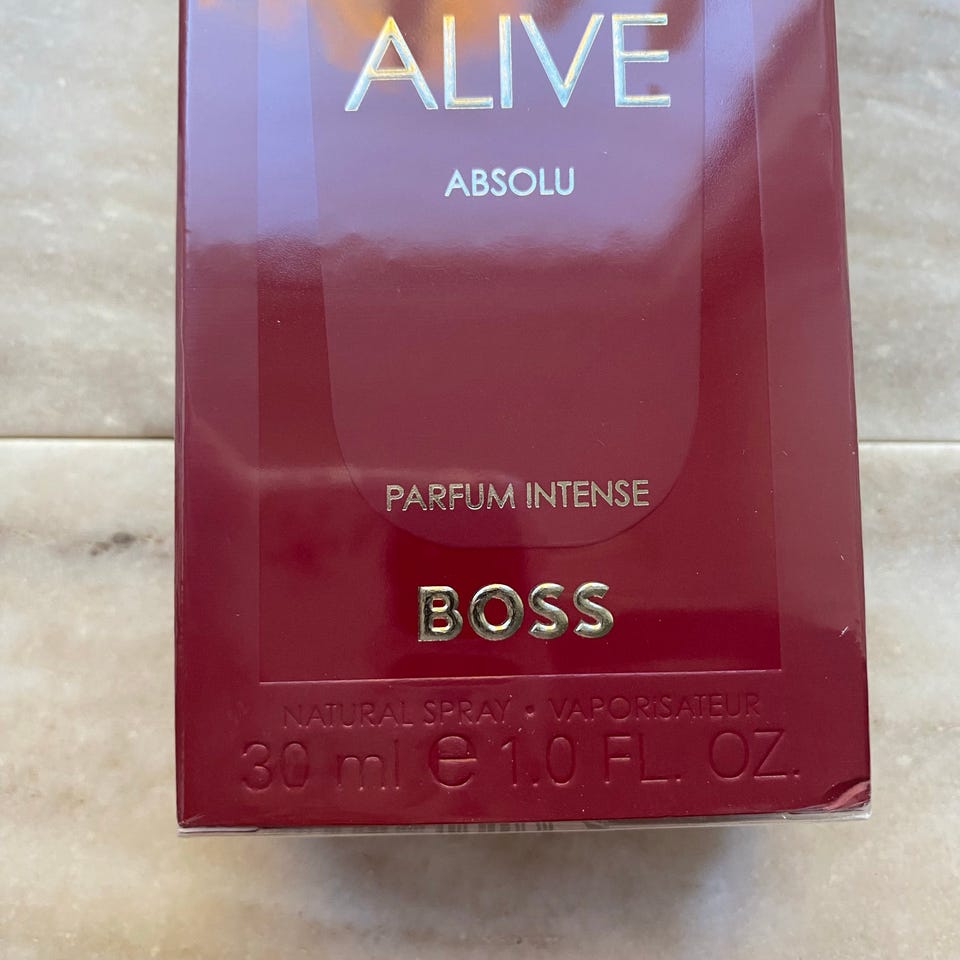 ALIVE
ABSOLU
PARFUM INTENSE
BOSS
NATURAL SPRAY • VAPORiSATEUR
30 ml ℮ 1.0 FL. OZ.